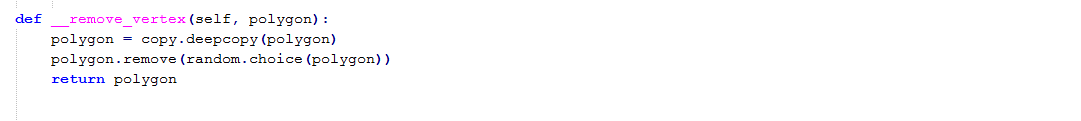 def __remove_vertex(self, polygon):
    polygon = copy.deepcopy(polygon)
    polygon.remove(random.choice(polygon))
    return polygon